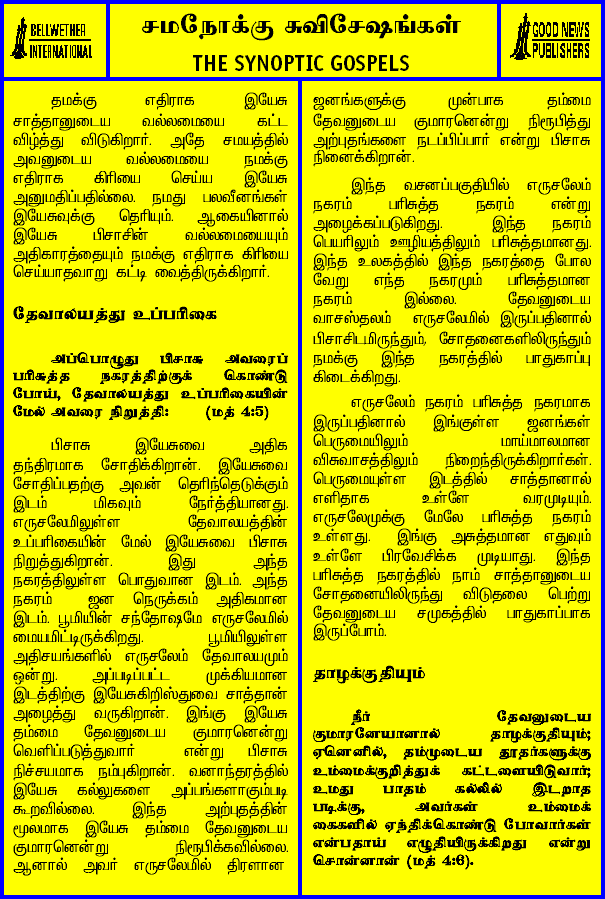 BELLWETHER
INTERNATIONAL
சமநோக்கு சுவிசேஷங்கள்
THE SYNOPTIC GOSPELS
GOOD NEWS
PUBLISHERS
தமக்கு எதிராக இயேசு
சாத்தானுடைய வல்லமையை கட்ட
விழ்த்து விடுகிறார். அதே சமயத்தில்
அவனுடைய வல்லமையை நமக்கு
எதிராக கிரியை செய்ய இயேசு
அனுமதிப்பதில்லை. நமது பலவீனங்கள்
இயேசுவுக்கு தெரியும். ஆகையினால்
இயேசு பிசாசின் வல்லமையையும்
அதிகாரத்தையும் நமக்கு எதிராக கிரியை
செய்யாதவாறு கட்டி வைத்திருக்கிறார்.
தேவாலயத்து உப்பரிகை
அப்பொழுது பிசாசு அவரைப்
பரிசுத்த நகரத்திற்குக் கொண்டு
போய், தேவாலயத்து உப்பரிகையின்
மேல் அவரை நிறுத்தி: (மத் 4:5)
பிசாசு இயேசுவை அதிக
தந்திரமாக சோதிக்கிறான். இயேசுவை
சோதிப்பதற்கு அவன் தெரிந்தெடுக்கும்
இடம் மிகவும் நேர்த்தியானது.
எருசலேமிலுள்ள தேவாலயத்தின்
உப்பரிகையின் மேல் இயேசுவை பிசாசு
நிறுத்துகிறான். இது அந்த
நகரத்திலுள்ள பொதுவான இடம். அந்த
நகரம் ஜன நெருக்கம் அதிகமான
இடம். பூமியின் சந்தோஷமே எருசலேமில்
மையமிட்டிருக்கிறது. பூமியிலுள்ள
அதிசயங்களில் எருசலேம் தேவாலயமும்
ஒன்று. அப்படிப்பட்ட முக்கியமான
இடத்திற்கு இயேசுகிறிஸ்துவை சாத்தான்
அழைத்து வருகிறான். இங்கு இயேசு
தம்மை தேவனுடைய குமாரனென்று
வெளிப்படுத்துவார் என்று பிசாசு
நிச்சயமாக நம்புகிறான். வனாந்தரத்தில்
இயேசு கல்லுகளை அப்பங்களாகும்படி
கூறவில்லை. இந்த அற்புதத்தின்
மூலமாக இயேசு தம்மை தேவனுடைய
குமாரனென்று நிரூபிக்கவில்லை.
ஆனால் அவர் எருசலேமில் திரளான
ஜனங்களுக்கு முன்பாக தம்மை
தேவனுடைய குமாரனென்று நிரூபித்து
அற்புதங்களை நடப்பிப்பார் என்று பிசாசு
நினைக்கிறான்.
இந்த வசனப்பகுதியில் எருசலேம்
நகரம் பரிசுத்த நகரம் என்று
அழைக்கப்படுகிறது. இந்த நகரம்
பெயரிலும் ஊழியத்திலும் பரிசுத்தமானது.
இந்த உலகத்தில் இந்த நகரத்தை போல
வேறு எந்த நகரமும் பரிசுத்தமான
நகரம் இல்லை. தேவனுடைய
வாசஸ்தலம் எருசலேமில் இருப்பதினால்
பிசாசிடமிருந்தும், சோதனைகளிலிருந்தும்
நமக்கு இந்த நகரத்தில் பாதுகாப்பு
கிடைக்கிறது.
எருசலேம் நகரம் பரிசுத்த நகரமாக
இருப்பதினால் இங்குள்ள ஜனங்கள்
பெருமையிலும் மாய்மாலமான
விசுவாசத்திலும் நிறைந்திருக்கிறார்கள்.
பெருமையுள்ள இடத்தில் சாத்தானால்
எளிதாக உள்ளே வரமுடியும்.
எருசலேமுக்கு மேலே பரிசுத்த நகரம்
உள்ளது. இங்கு அசுத்தமான எதுவும்
உள்ளே பிரவேசிக்க முடியாது. இந்த
பரிசுத்த நகரத்தில் நாம் சாத்தானுடைய
சோதனையிலிருந்து விடுதலை பெற்று
தேவனுடைய சமுகத்தில் பாதுகாப்பாக
இருப்போம்.
தாழக்குதியும்
நீர் தேவனுடைய
குமாரனேயானால் தாழக்குதியும்;
ஏனெனில், தம்முடைய தூதர்களுக்கு
உம்மைக்குறித்துக் கட்டளையிடுவார்;
உமது பாதம் கல்லில் இடறாத
படிக்கு, அவர்கள் உம்மைக்
கைகளில் ஏந்திக்கொண்டு போவார்கள்
என்பதாய் எழுதியிருக்கிறது என்று
சொன்னான் (மத் 4:6).